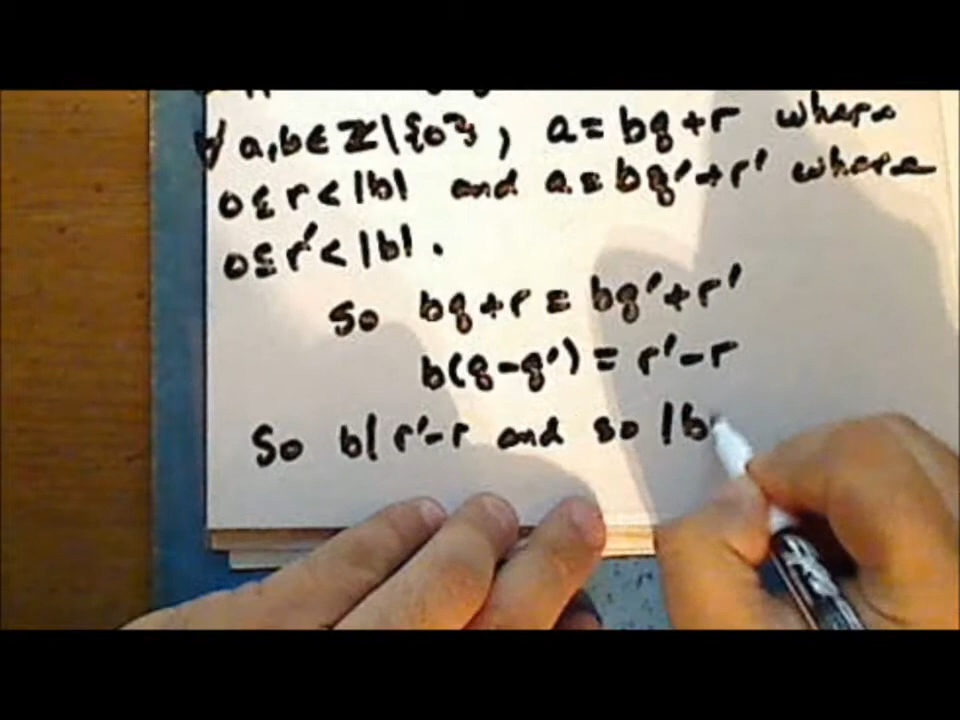 ∀ a,b∈ℤ\{0}, a=bq+r where
0≤r<|b| and a=bq'+r' where
0≤r'<|b|.
So bq+r = bq'+r'
b(q-q') = r'-r
So b| r'-r and so |b